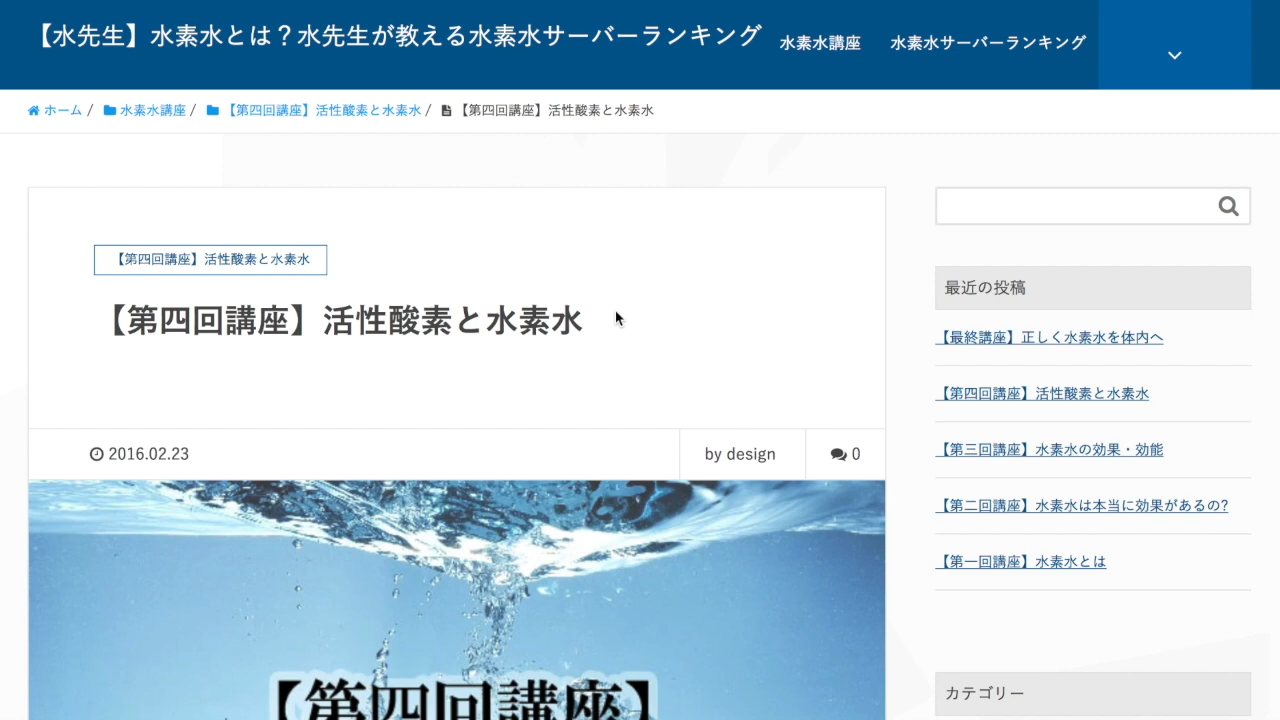 【水先生】水素水とは？水先生が教える水素水サーバーランキング
水素水講座
水素水サーバーランキング
ホーム / 水素水講座 / 【第四回講座】活性酸素と水素水 / 【第四回講座】活性酸素と水素水
【第四回講座】活性酸素と水素水
【第四回講座】活性酸素と水素水
2016.02.23
by design
0
【第四回講座】
最近の投稿
【最終講座】正しく水素水を体内へ
【第四回講座】活性酸素と水素水
【第三回講座】水素水の効果・効能
【第二回講座】水素水は本当に効果があるの?
【第一回講座】水素水とは
カテゴリー